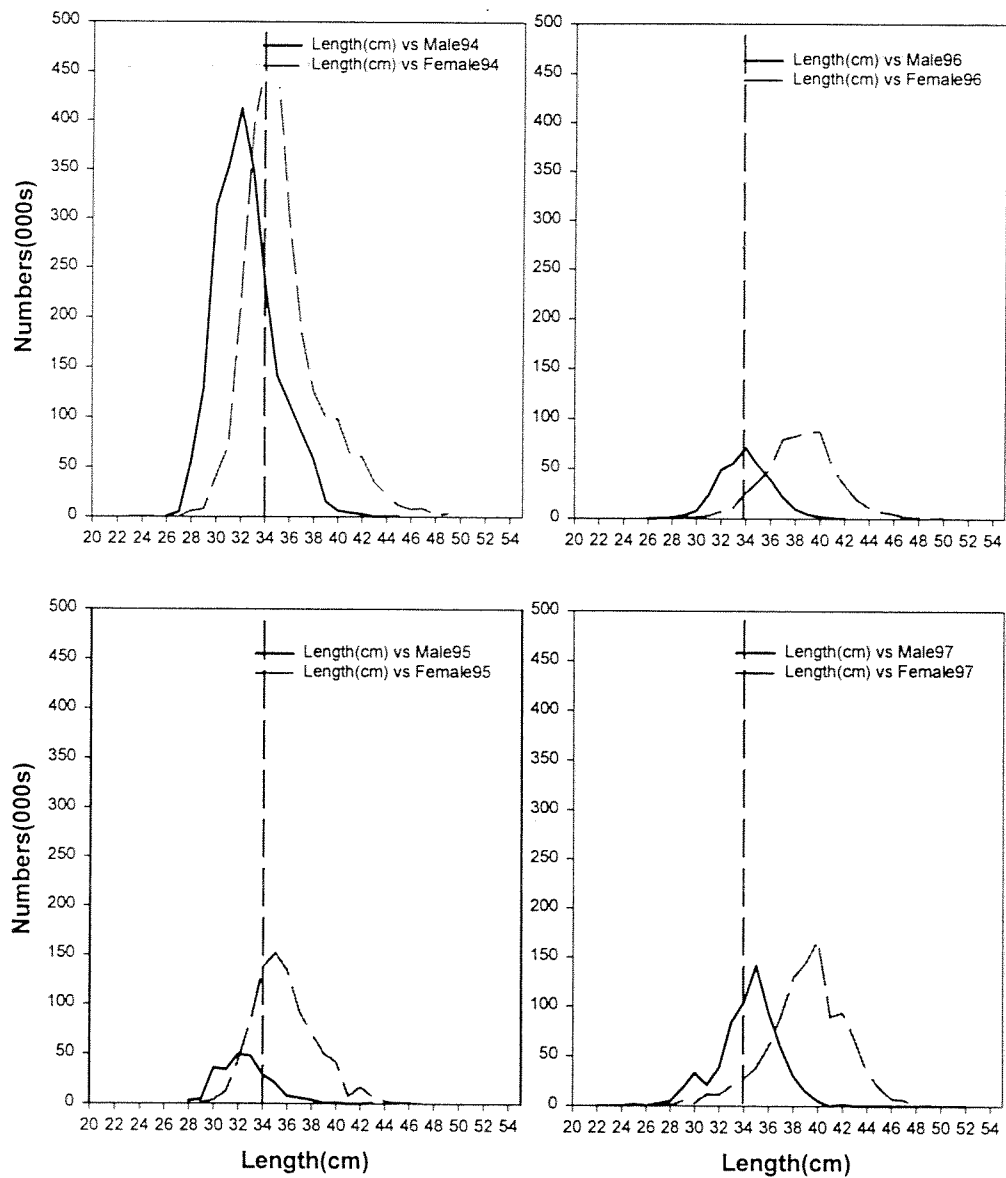 500
450
400
350
300
250
200
150
100
50
0
Numbers(000s)
Length(cm) vs Male94
Length(cm) vs Female94
20 22 24 26 28 30 32 34 36 38 40 42 44 46 48 50 52 54
500
450
400
350
300
250
200
150
100
50
0
Length(cm) vs Male96
Length(cm) vs Female96
20 22 24 26 28 30 32 34 36 38 40 42 44 46 48 50 52 54
500
450
400
350
300
250
200
150
100
50
0
Numbers(000s)
Length(cm) vs Male95
Length(cm) vs Female95
20 22 24 26 28 30 32 34 36 38 40 42 44 46 48 50 52 54
Length(cm)
500
450
400
350
300
250
200
150
100
50
0
Length(cm) vs Male97
Length(cm) vs Female97
20 22 24 26 28 30 32 34 36 38 40 42 44 46 48 50 52 54
Length(cm)